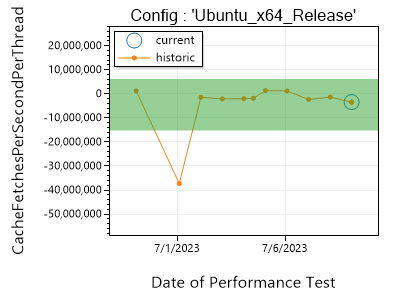 Config : 'Ubuntu_x64_Release'
current
historic
CacheFetchesPerSecondPerThread
20,000,000
10,000,000
0
-10,000,000
-20,000,000
-30,000,000
-40,000,000
-50,000,000
7/1/2023
7/6/2023
Date of Performance Test